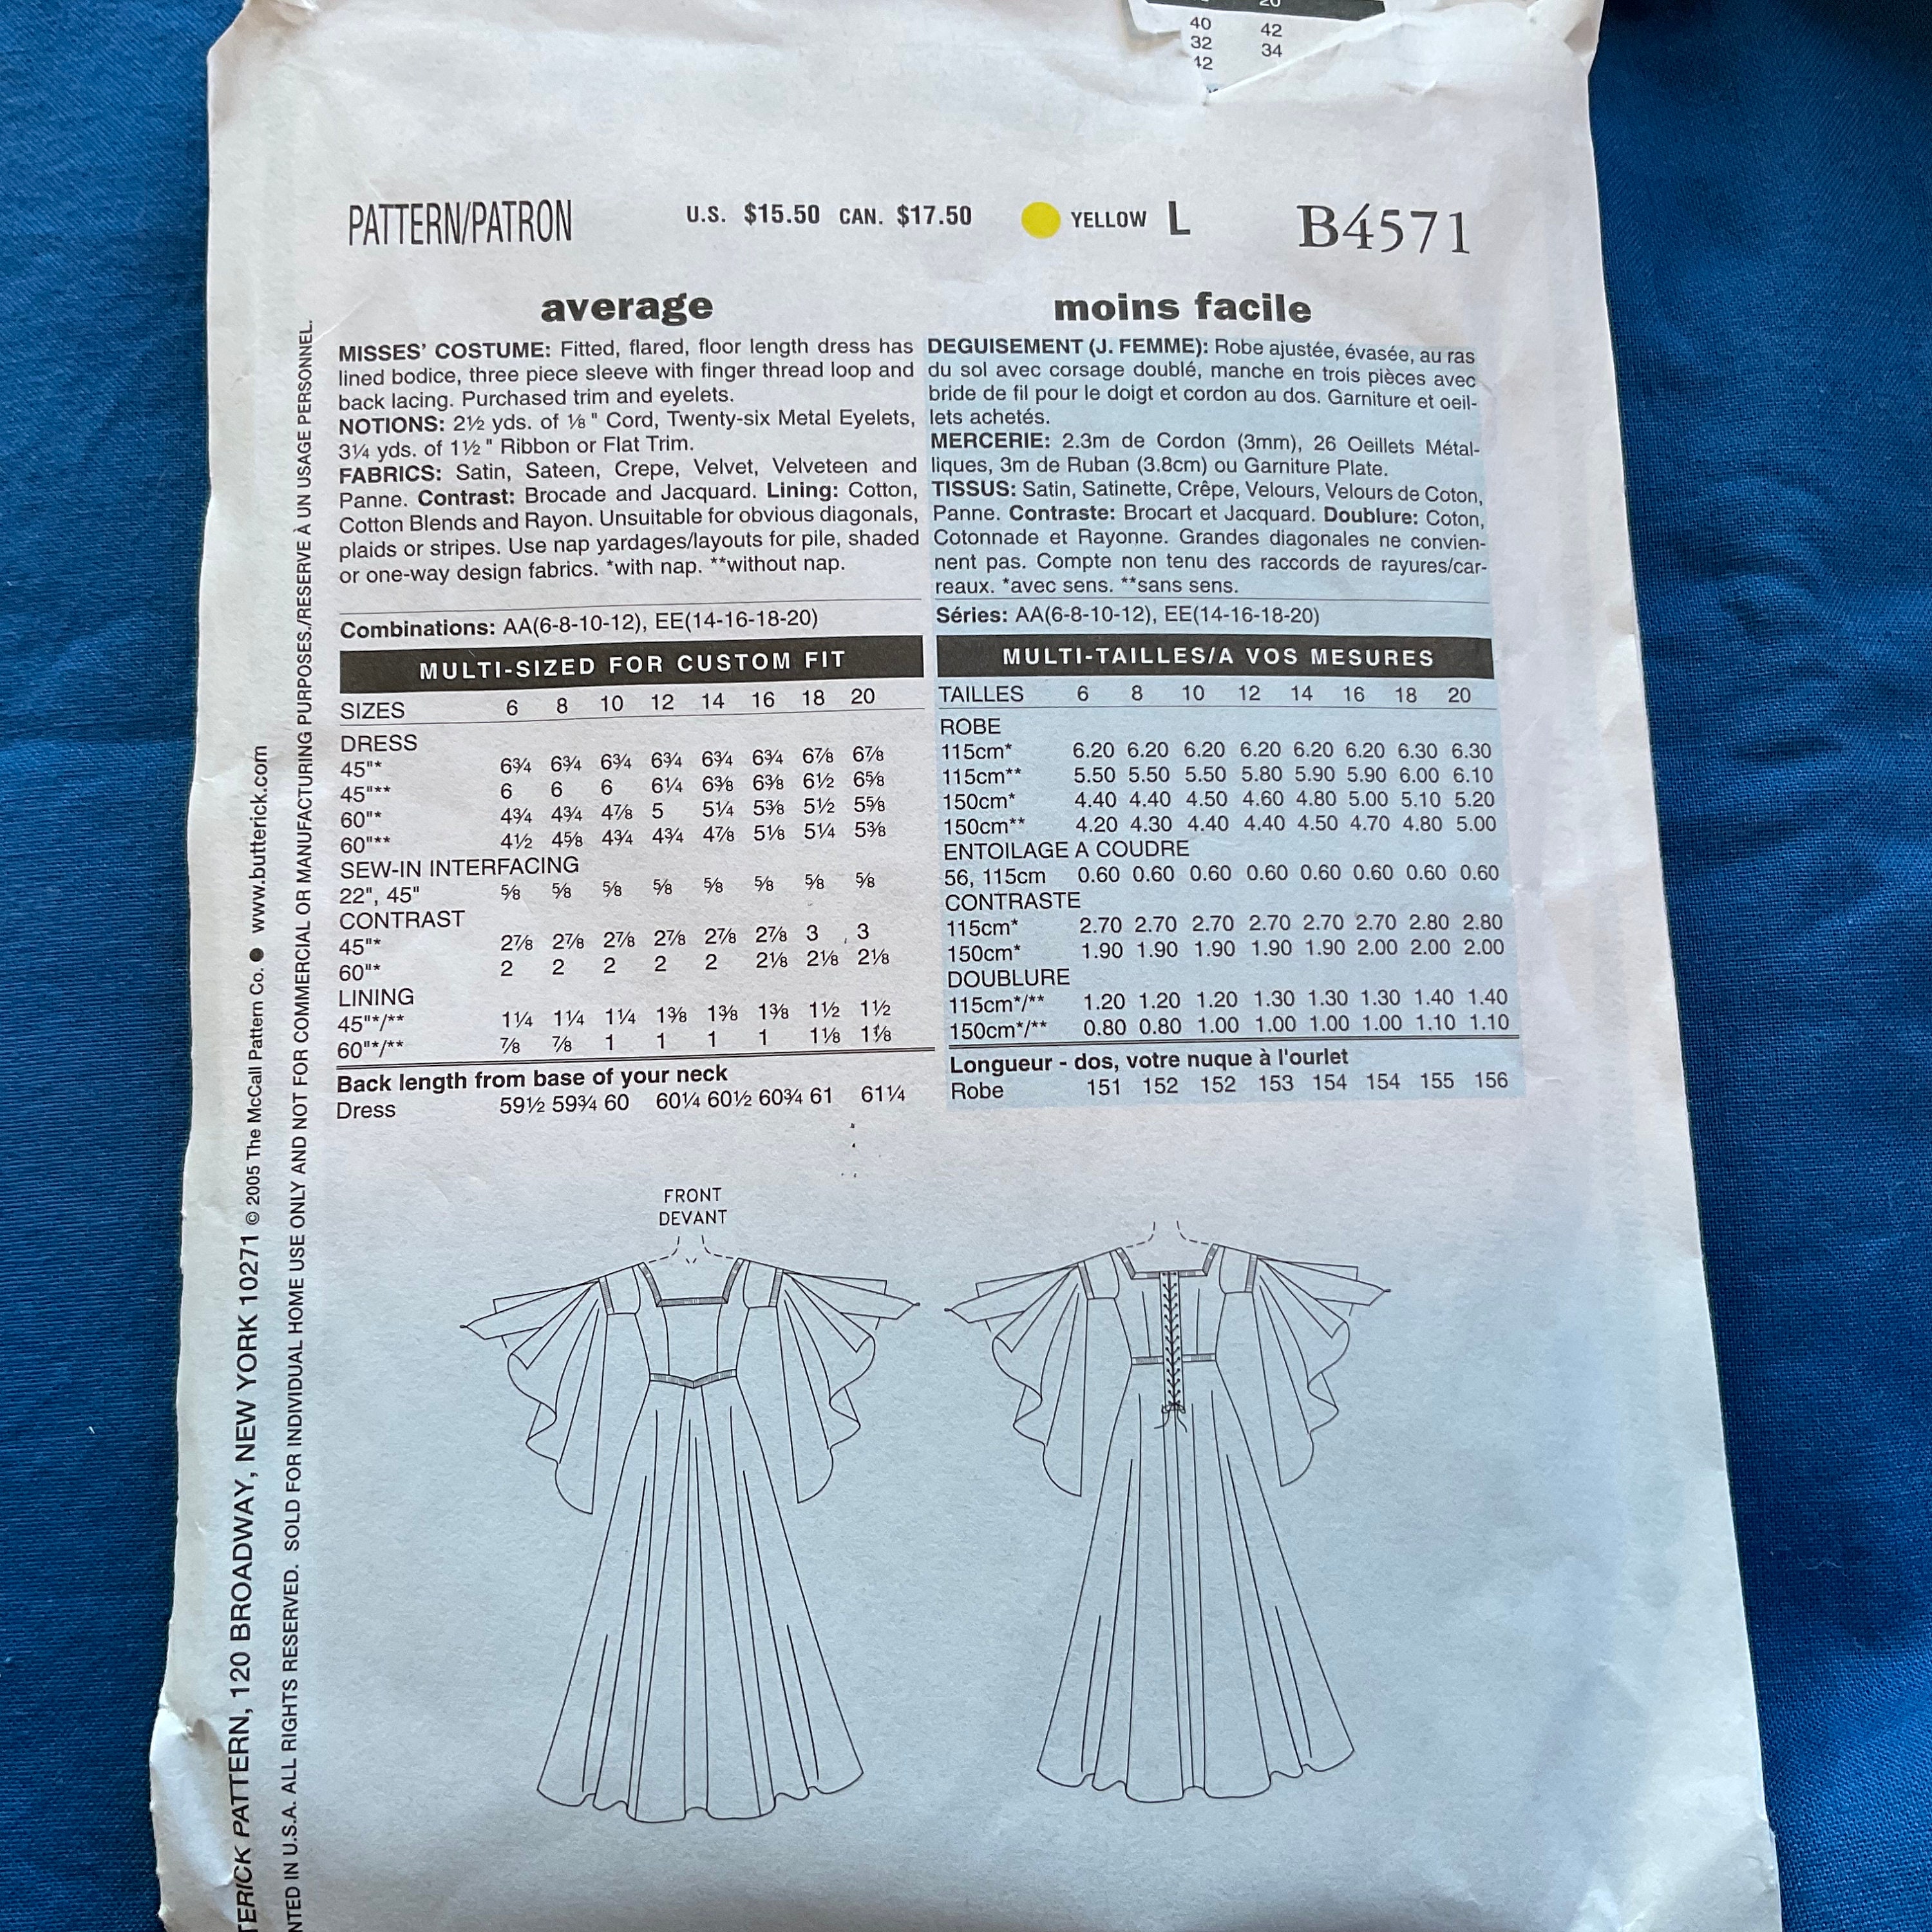 20
40 42
32 34
42
PATTERN/PATRON U.S. $15.50 CAN. $17.50 YELLOW L B4571
average
MISSES' COSTUME: Fitted, flared, floor length dress has
lined bodice, three piece sleeve with finger thread loop and
back lacing. Purchased trim and eyelets.
NOTIONS: 2½ yds. of ⅛" Cord, Twenty-six Metal Eyelets,
3¼ yds. of 1½" Ribbon or Flat Trim.
FABRICS: Satin, Sateen, Crepe, Velvet, Velveteen and
Panne. Contrast: Brocade and Jacquard. Lining: Cotton,
Cotton Blends and Rayon. Unsuitable for obvious diagonals,
plaids or stripes. Use nap yardages/layouts for pile, shaded
or one-way design fabrics. *with nap. **without nap.
Combinations: AA(6-8-10-12), EE(14-16-18-20)
MULTI-SIZED FOR CUSTOM FIT
SIZES 6 8 10 12 14 16 18 20
DRESS
45"* 6¾ 6¾ 6¾ 6¾ 6¾ 6¾ 6⅞ 6⅞
45"** 6 6 6 6¼ 6⅜ 6⅜ 6½ 6⅝
60"* 4¾ 4¾ 4⅞ 5 5¼ 5⅜ 5½ 5⅝
60"** 4½ 4⅝ 4¾ 4¾ 4⅞ 5⅛ 5¼ 5⅜
SEW-IN INTERFACING
22", 45" ⅝ ⅝ ⅝ ⅝ ⅝ ⅝ ⅝ ⅝
CONTRAST
45"* 2⅞ 2⅞ 2⅞ 2⅞ 2⅞ 2⅞ 3 3
60"* 2 2 2 2 2 2⅛ 2⅛ 2⅛
LINING
45"*/** 1¼ 1¼ 1¼ 1⅜ 1⅜ 1⅜ 1½ 1½
60"*/** ⅞ ⅞ 1 1 1 1 1⅛ 1⅛
Back length from base of your neck
Dress 59½ 59¾ 60 60¼ 60½ 60¾ 61 61¼
moins facile
DEGUISEMENT (J. FEMME): Robe ajustée, évasée, au ras
du sol avec corsage doublé, manche en trois pièces avec
bride de fil pour le doigt et cordon au dos. Garniture et oeil-
lets achetés.
MERCERIE: 2.3m de Cordon (3mm), 26 Oeillets Métal-
liques, 3m de Ruban (3.8cm) ou Garniture Plate.
TISSUS: Satin, Satinette, Crêpe, Velours, Velours de Coton,
Panne. Contraste: Brocart et Jacquard. Doublure: Coton,
Cotonnade et Rayonne. Grandes diagonales ne convien-
nent pas. Compte non tenu des raccords de rayures/car-
reaux. *avec sens. **sans sens.
Séries: AA(6-8-10-12), EE(14-16-18-20)
MULTI-TAILLES/A VOS MESURES
TAILLES 6 8 10 12 14 16 18 20
ROBE
115cm* 6.20 6.20 6.20 6.20 6.20 6.20 6.30 6.30
115cm** 5.50 5.50 5.50 5.80 5.90 5.90 6.00 6.10
150cm* 4.40 4.40 4.50 4.60 4.80 5.00 5.10 5.20
150cm** 4.20 4.30 4.40 4.40 4.50 4.70 4.80 5.00
ENTOILAGE A COUDRE
56, 115cm 0.60 0.60 0.60 0.60 0.60 0.60 0.60 0.60
CONTRASTE
115cm* 2.70 2.70 2.70 2.70 2.70 2.70 2.80 2.80
150cm* 1.90 1.90 1.90 1.90 1.90 2.00 2.00 2.00
DOUBLURE
115cm*/** 1.20 1.20 1.20 1.30 1.30 1.30 1.40 1.40
150cm*/** 0.80 0.80 1.00 1.00 1.00 1.00 1.10 1.10
Longueur - dos, votre nuque à l'ourlet
Robe 151 152 152 153 154 154 155 156
FRONT
DEVANT
TERICK PATTERN, 120 BROADWAY, NEW YORK 10271 © 2005 The McCall Pattern Co. ● www.butterick.com
NTED IN U.S.A. ALL RIGHTS RESERVED. SOLD FOR INDIVIDUAL HOME USE ONLY AND NOT FOR COMMERCIAL OR MANUFACTURING PURPOSES./RESERVE À UN USAGE PERSONNEL.